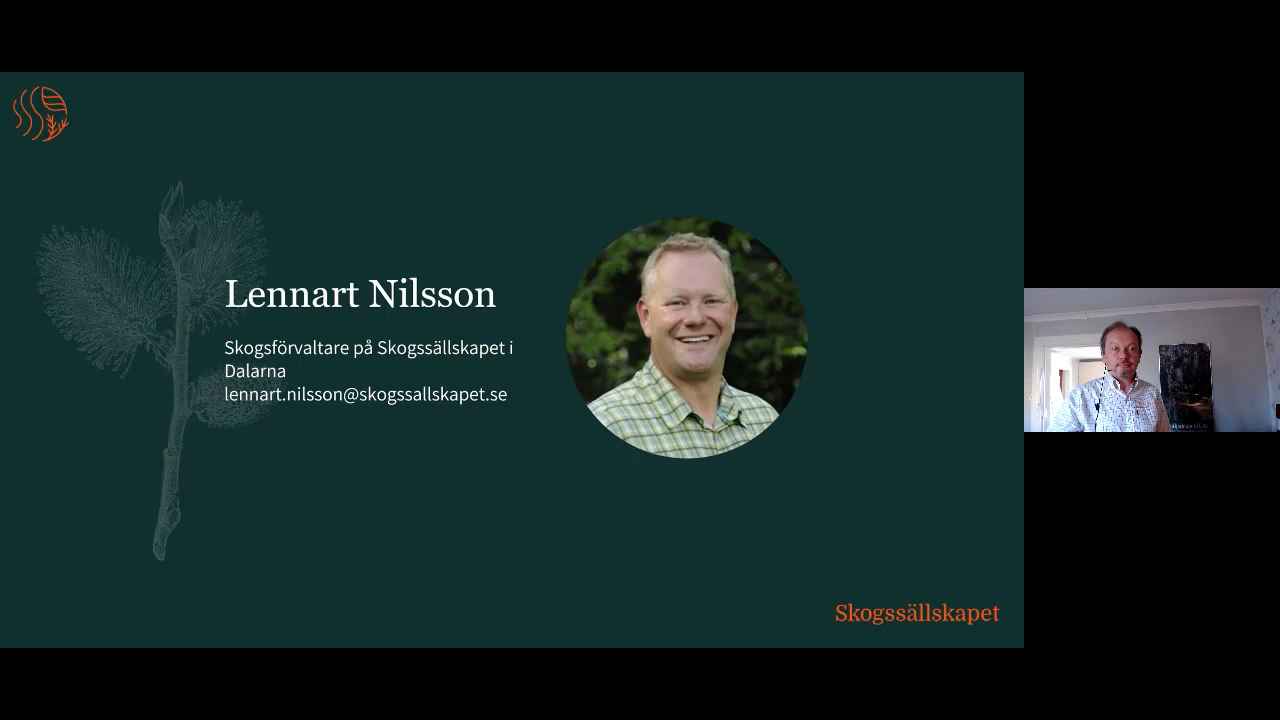 Lennart Nilsson
Skogsförvaltare på Skogssällskapet i
Dalarna
lennart.nilsson@skogssallskapet.se
Skogssällskapet